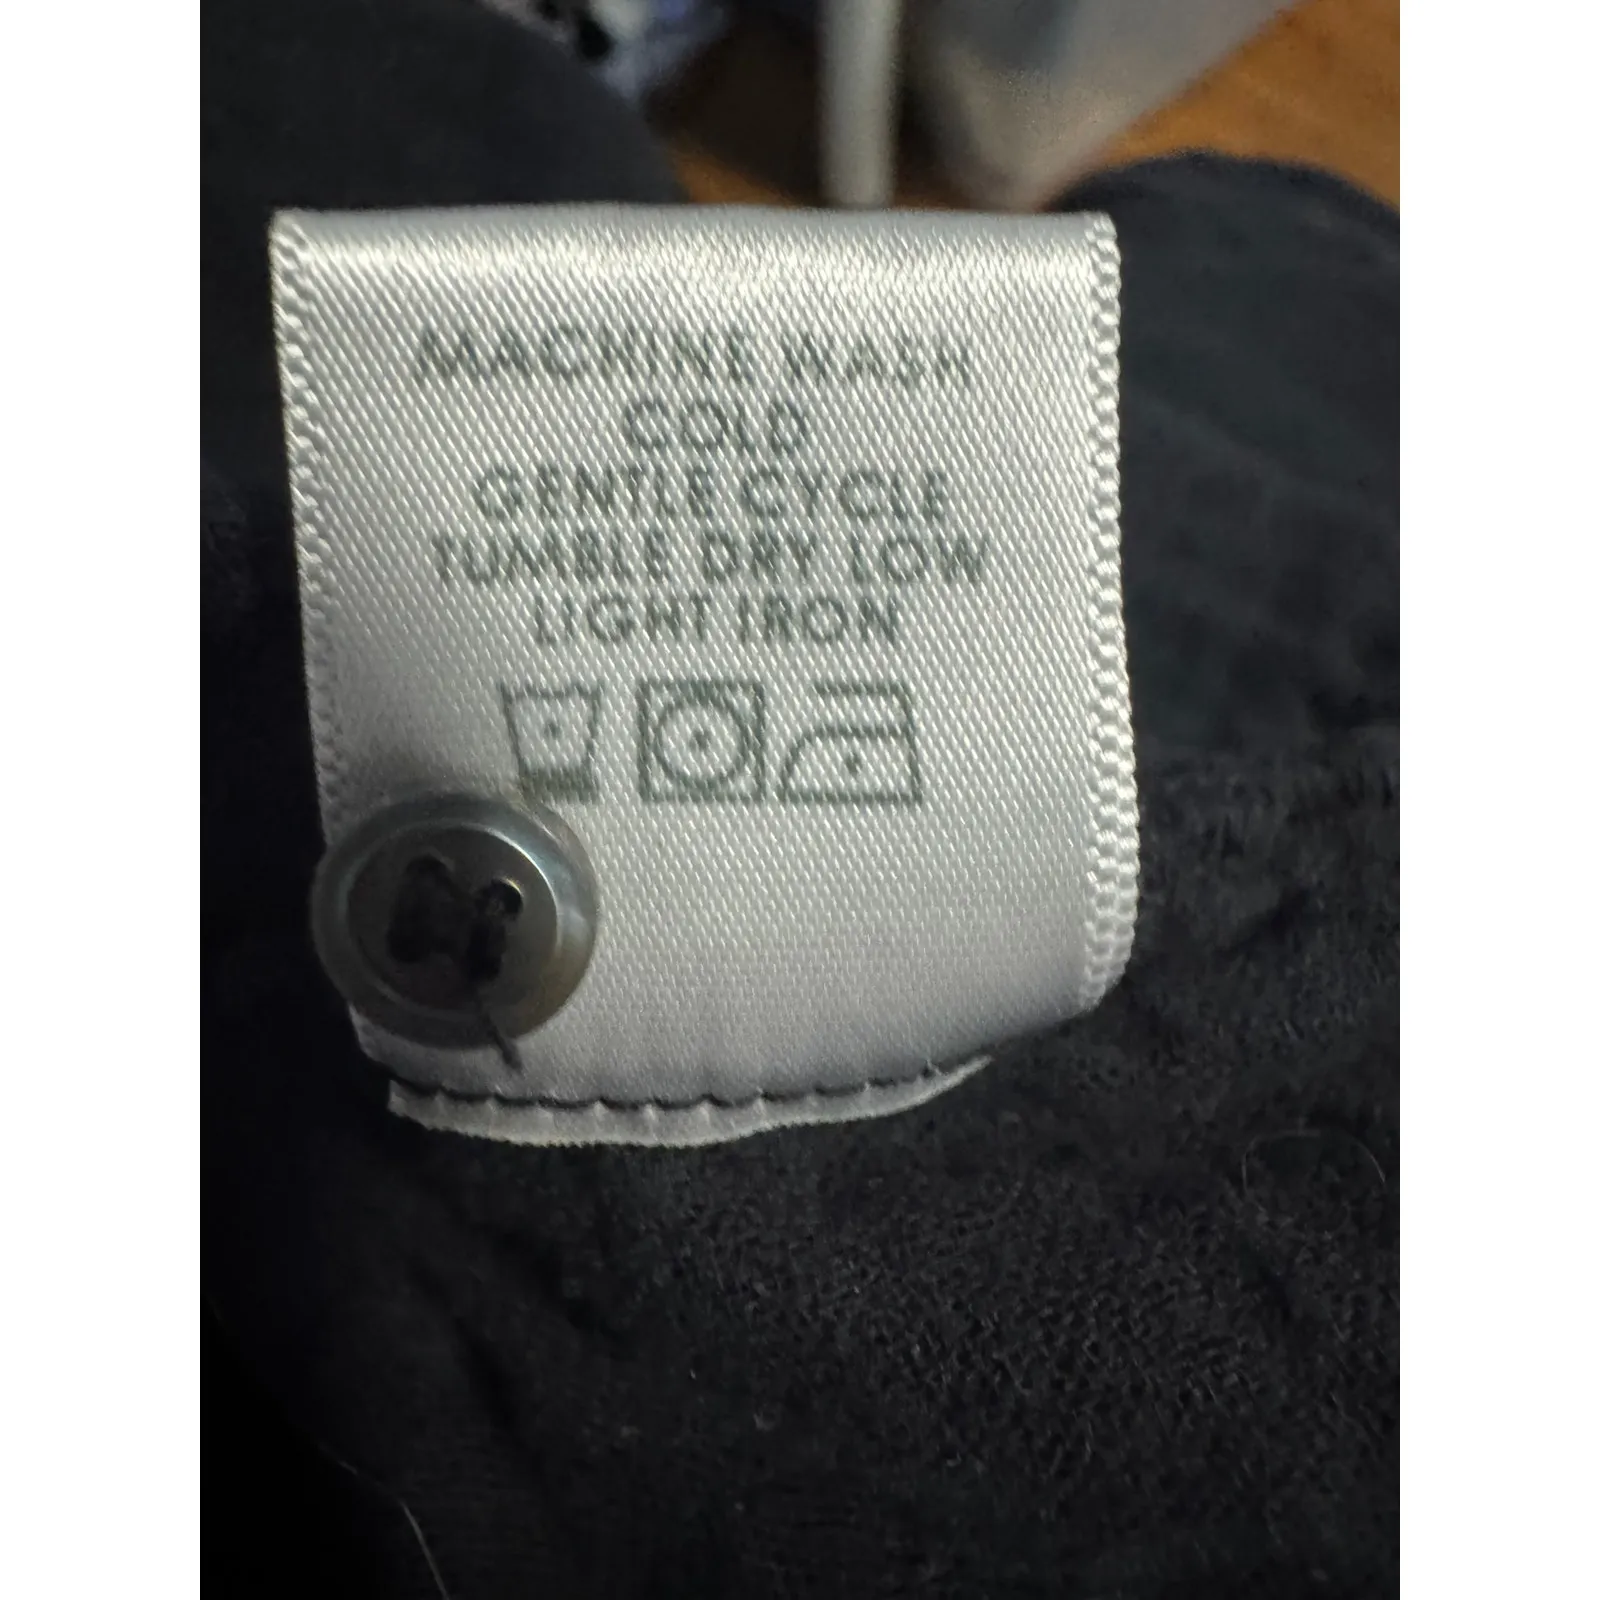 MACHINE WASH
COLD
GENTLE CYCLE
TUMBLE DRY LOW
LIGHT IRON